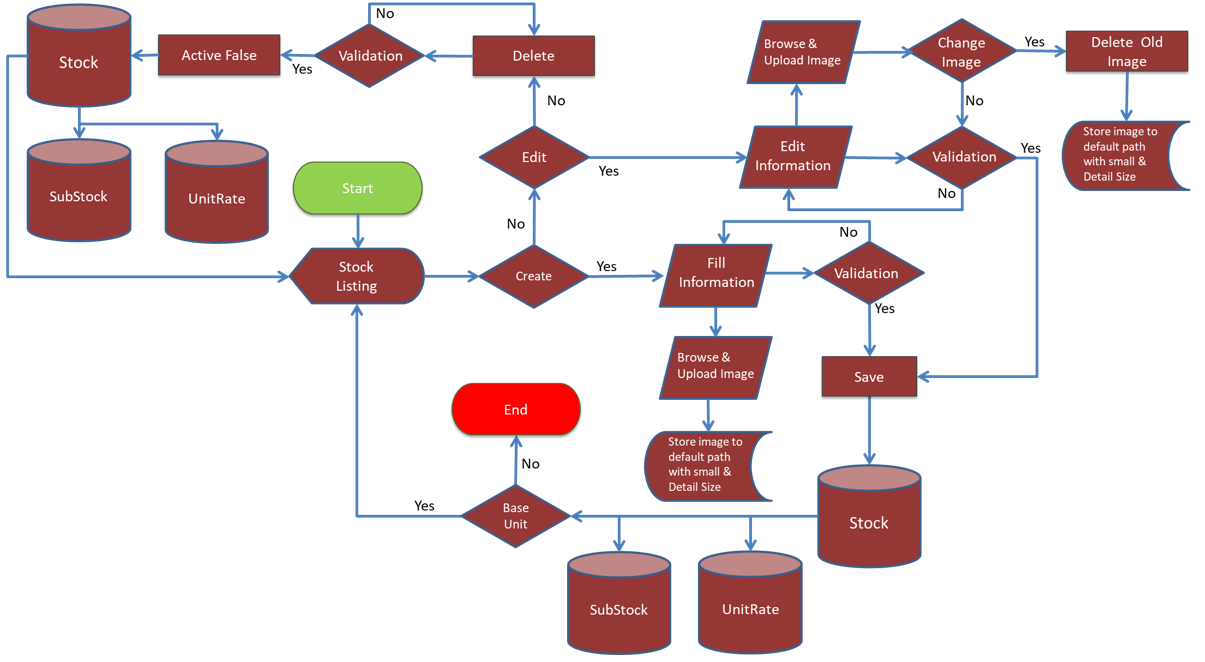 No
Stock
Active False
Validation
Delete
Yes
No
Browse &
Upload Image
Change
Image
Yes
Delete Old
Image
No
Edit
Yes
Edit
Information
Validation
Yes
No
Store image to
default path
with small &
Detail Size
SubStock
UnitRate
Start
No
Stock
Listing
Create
Yes
Fill
Information
No
Validation
Yes
Browse &
Upload Image
Save
End
No
Store image to
default path
with small &
Detail Size
Yes
Base
Unit
Stock
SubStock
UnitRate